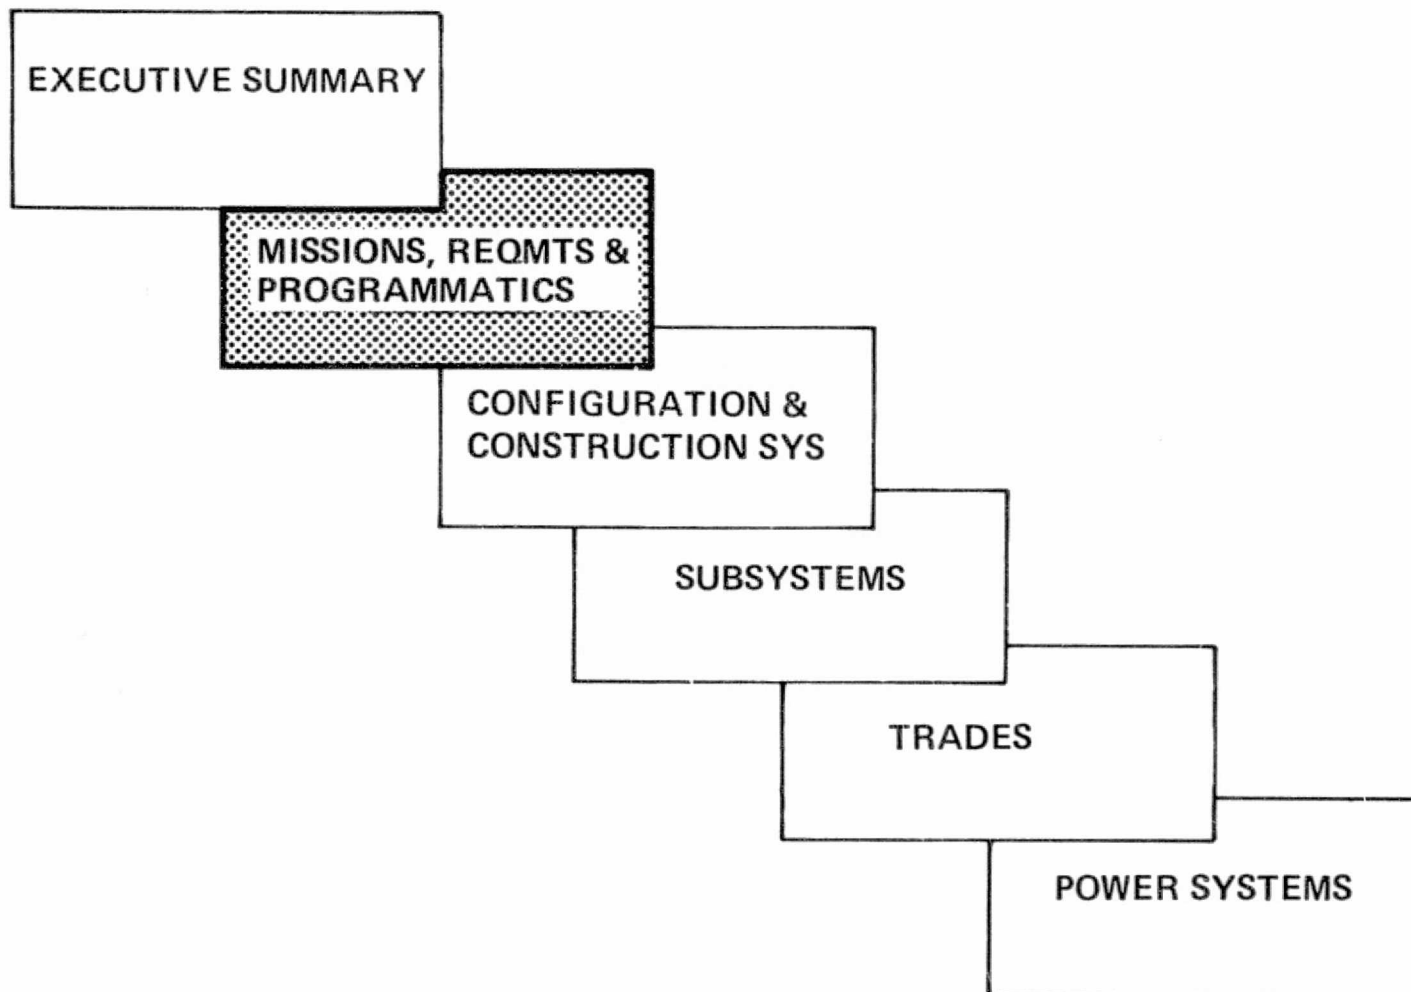 EXECUTIVE SUMMARY
MISSIONS, REQMTS &
PROGRAMMATICS
CONFIGURATION &
CONSTRUCTION SYS
SUBSYSTEMS
TRADES
POWER SYSTEMS